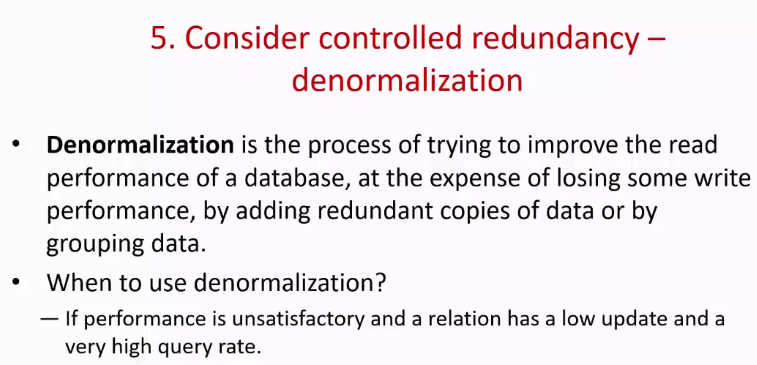 5. Consider controlled redundancy –
denormalization
• Denormalization is the process of trying to improve the read
performance of a database, at the expense of losing some write
performance, by adding redundant copies of data or by
grouping data.
• When to use denormalization?
— If performance is unsatisfactory and a relation has a low update and a
very high query rate.